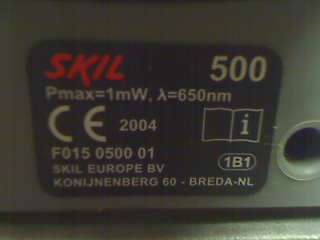 SKIL 500
Pmax=1mW, λ=650nm
CE 2004 i
F015 0500 01
1B1
SKIL EUROPE BV
KONIJNENBERG 60 - BREDA-NL